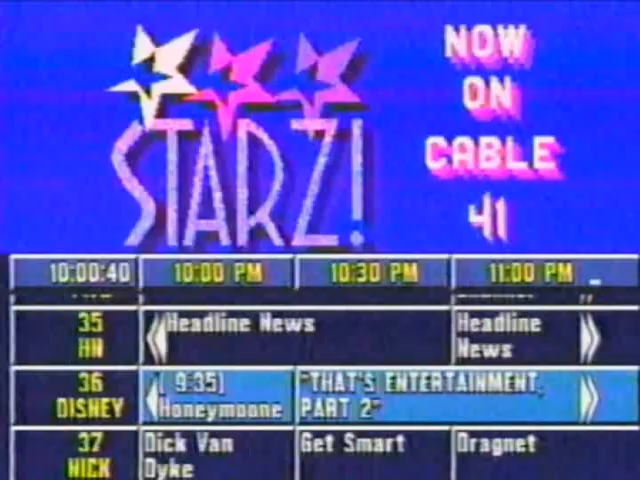 STARZ!
NOW
ON
CABLE
41
10:00:40 10:00 PM 10:30 PM 11:00 PM
35 Headline News Headline
HN News
36 ( 9:35) "THAT'S ENTERTAINMENT,
DISNEY Honeymoone PART 2"
37 Dick Van Get Smart Dragnet
NICK Dyke